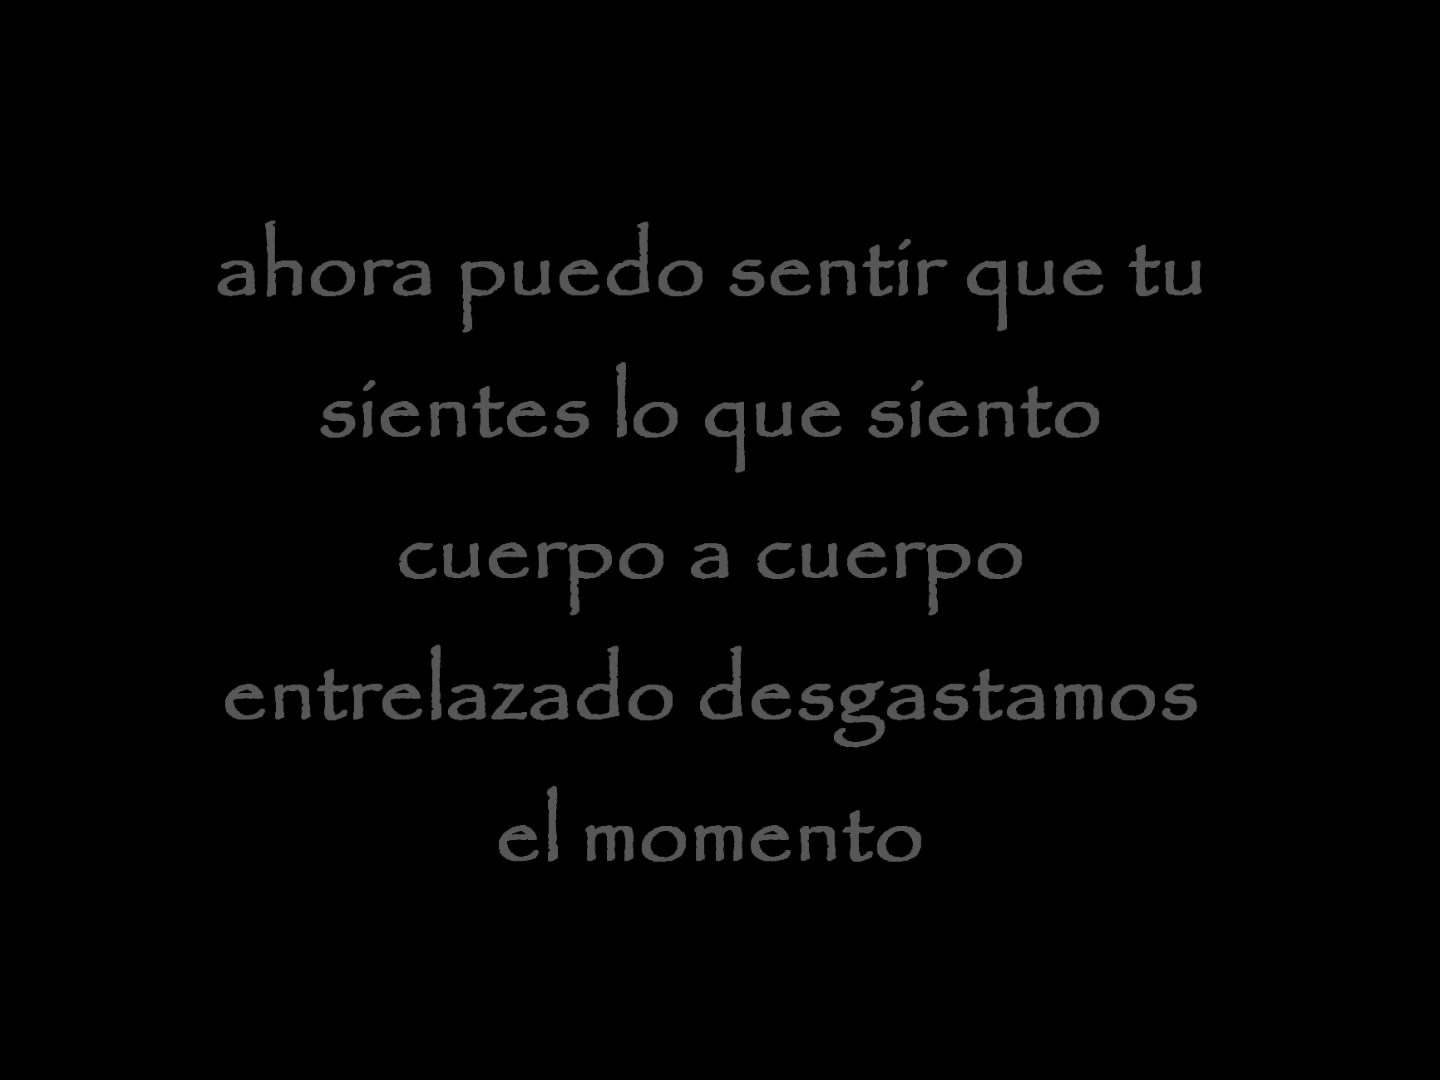 ahora puedo sentir que tu
sientes lo que siento
cuerpo a cuerpo
entrelazado desgastamos
el momento